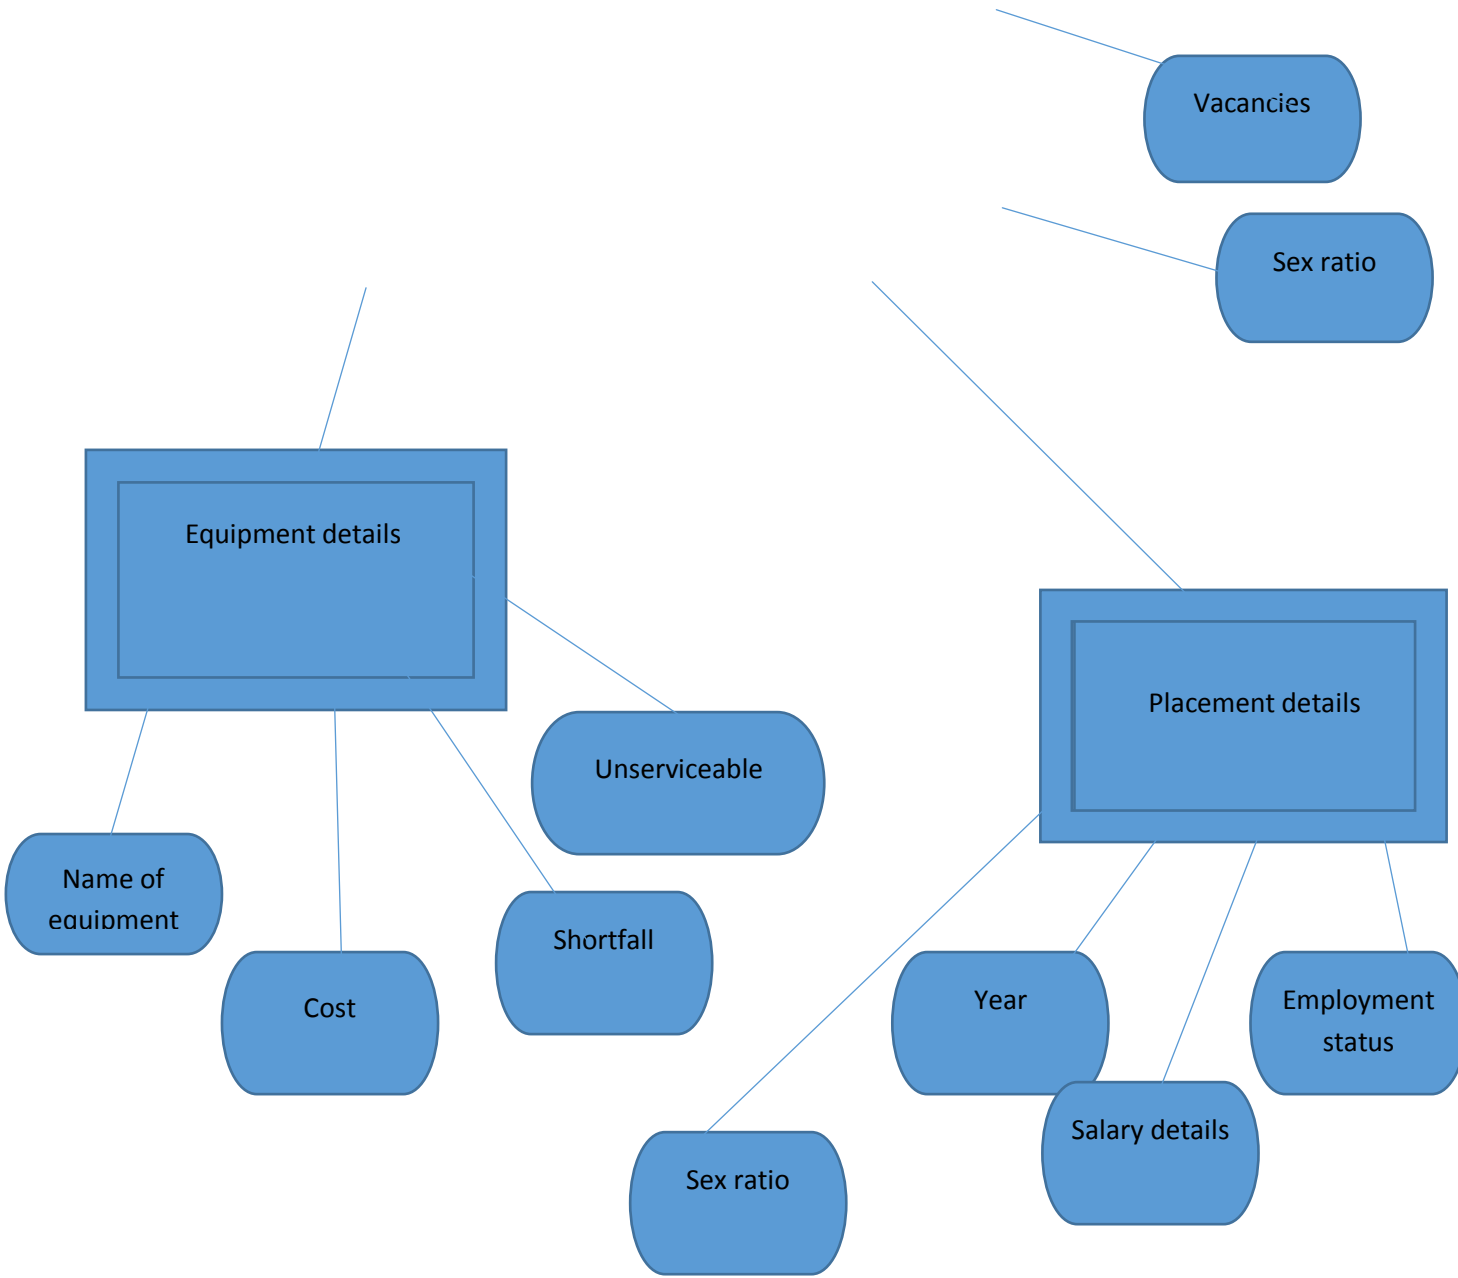 Vacancies
Sex ratio
Equipment details
Placement details
Unserviceable
Name of
equipment
Shortfall
Cost
Year
Employment
status
Salary details
Sex ratio